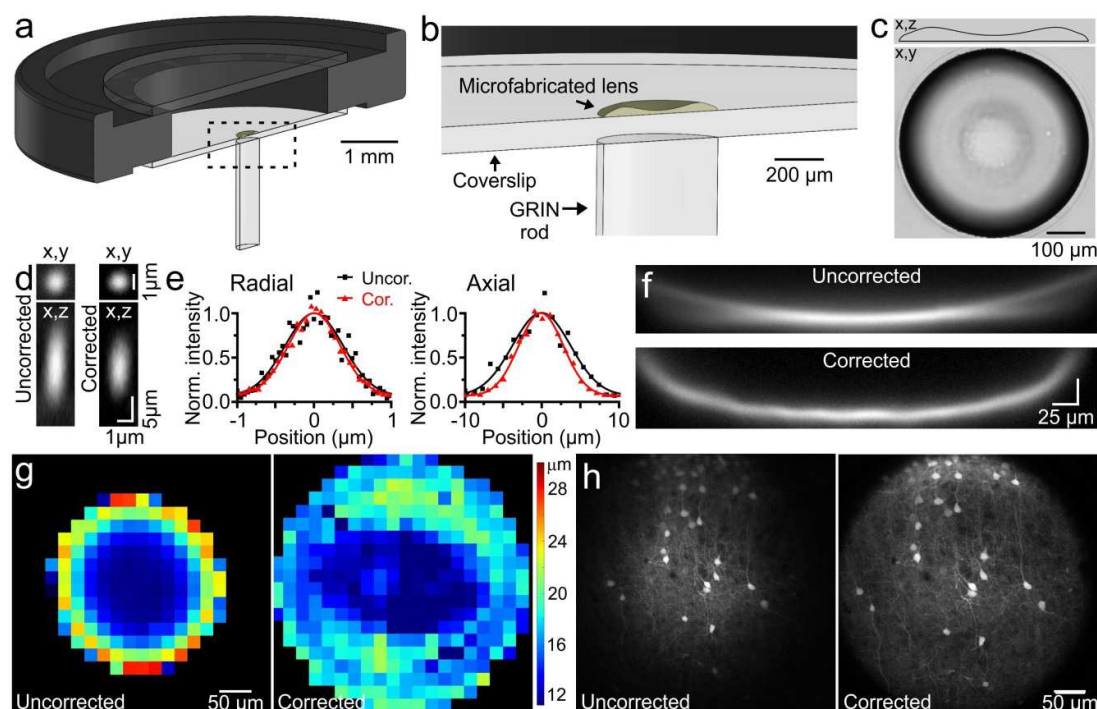 a
1 mm
b
Microfabricated lens
Coverslip
GRIN
rod
200 µm
c
x,z
x,y
100 µm
d
x,y
x,y
1µm
Uncorrected
x,z
Corrected
x,z
5µm
1µm
e
Radial
Uncor.
Cor.
Norm. intensity
1.0
0.5
0
-1
0
1
Position (µm)
Axial
Norm. intensity
1.0
0.5
0
-10
0
10
Position (µm)
f
Uncorrected
Corrected
25 µm
g
Uncorrected
50 µm
Corrected
µm
28
24
20
16
12
h
Uncorrected
Corrected
50 µm